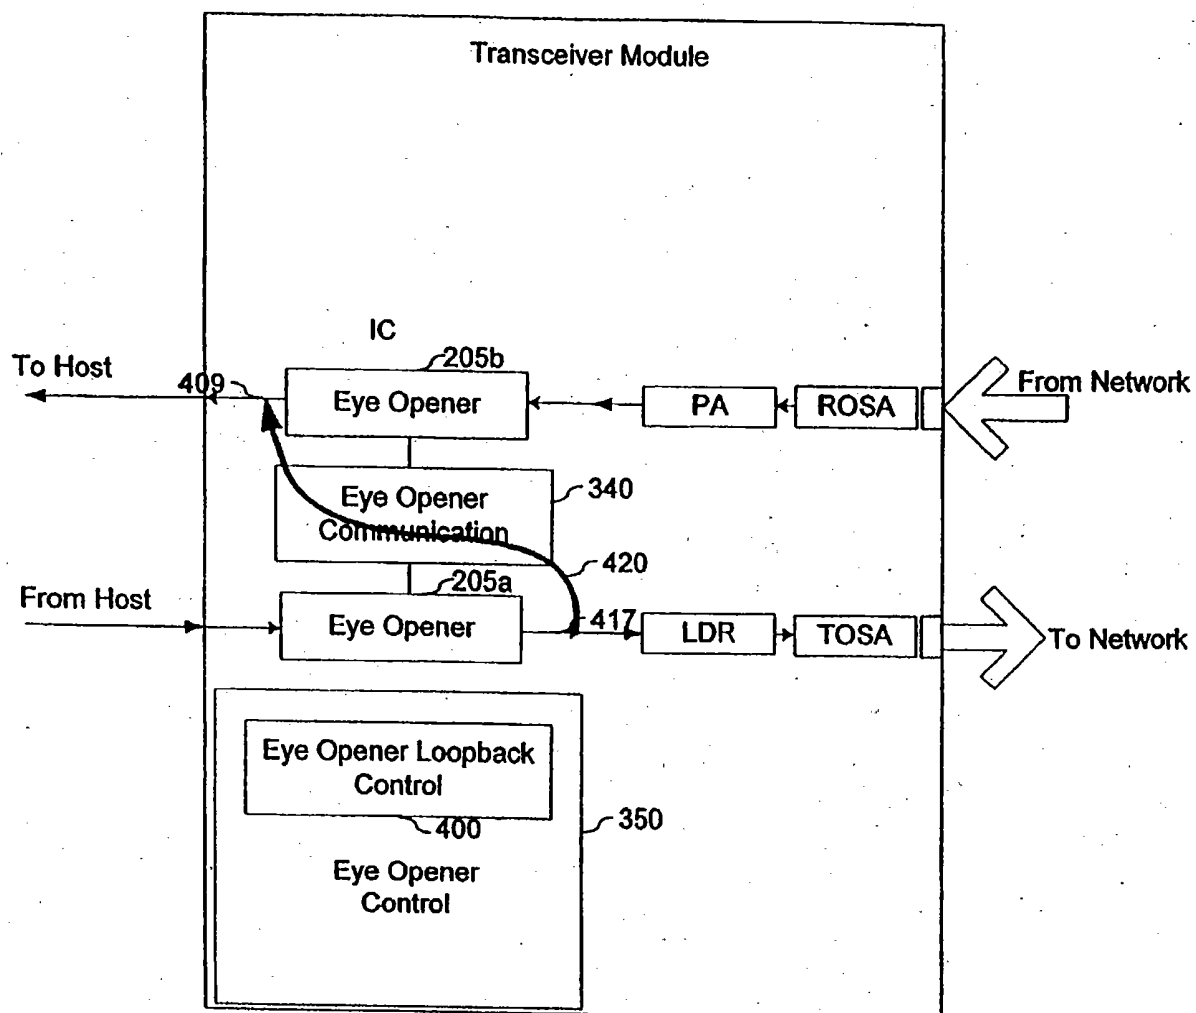 Transceiver Module
IC
To Host
409
205b
Eye Opener
PA
ROSA
From Network
Eye Opener
Communication
340
420
From Host
205a
Eye Opener
417
LDR
TOSA
To Network
Eye Opener Loopback
Control
400
350
Eye Opener
Control